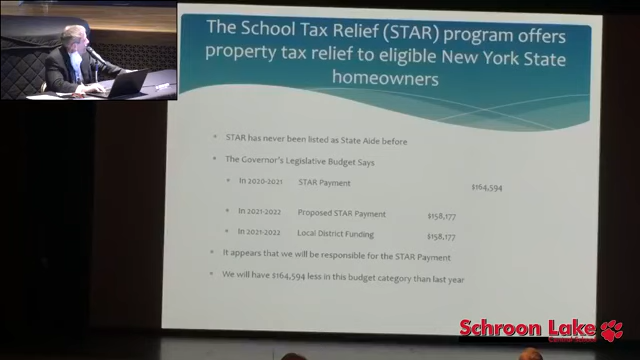 The School Tax Relief (STAR) program offers
property tax relief to eligible New York State
homeowners
STAR has never been listed as State Aide before
The Governor's Legislative Budget Says
In 2020-2021 STAR Payment $164,594
In 2021-2022 Proposed STAR Payment $158,177
In 2021-2022 Local District Funding $158,177
It appears that we will be responsible for the STAR Payment
We will have $164,594 less in this budget category than last year
Schroon Lake